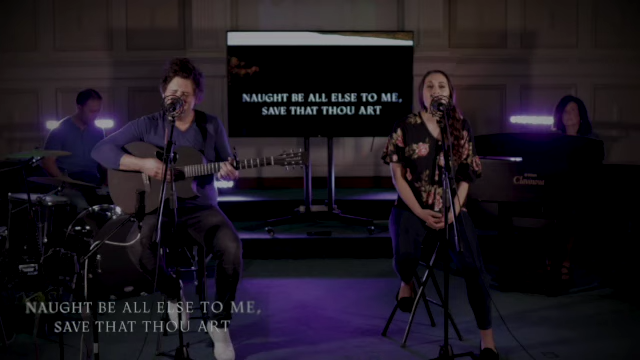 NAUGHT BE ALL ELSE TO ME,
SAVE THAT THOU ART
Clavinova
NAUGHT BE ALL ELSE TO ME,
SAVE THAT THOU ART